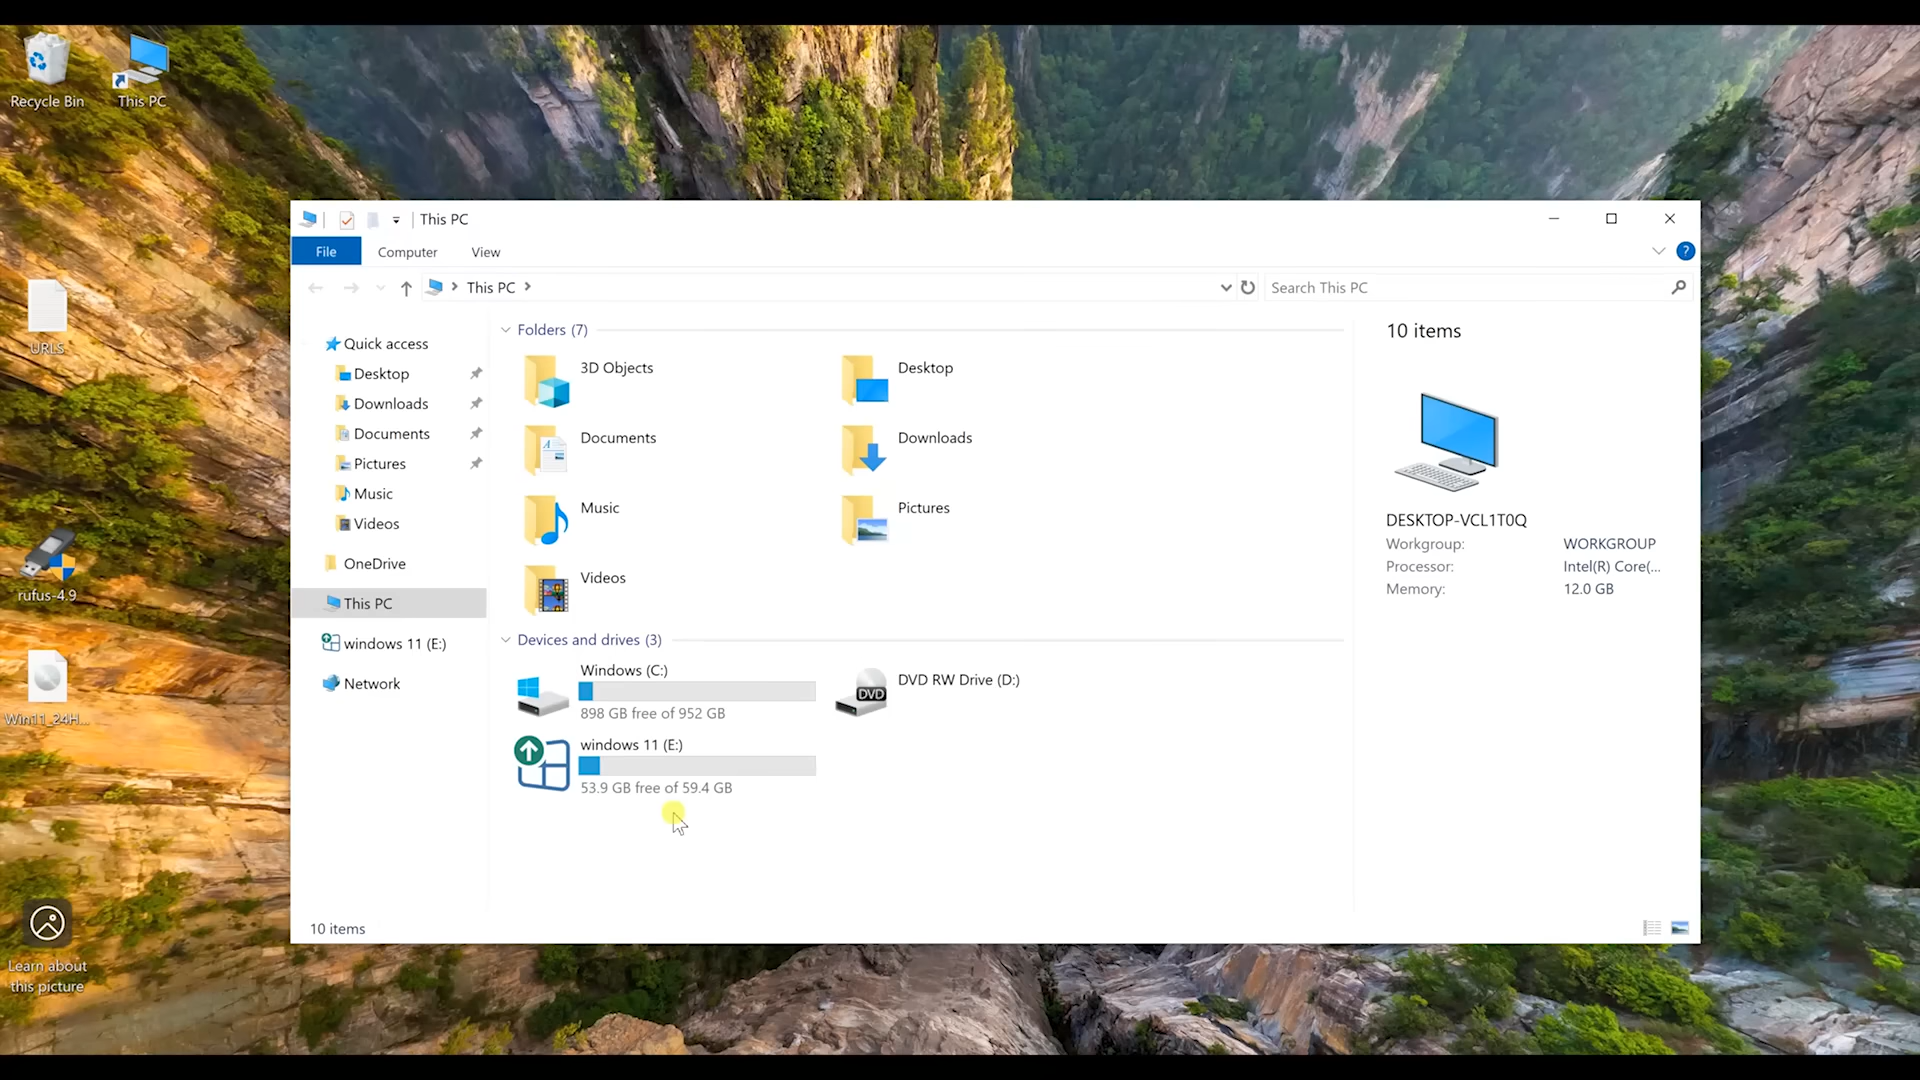 Recycle Bin
This PC
URLS
rufus-4.9
Win11_24H...
Learn about
this picture
This PC
File
Computer
View
?
This PC
Search This PC
Quick access
Desktop
Downloads
Documents
Pictures
Music
Videos
OneDrive
This PC
windows 11 (E:)
Network
Folders (7)
3D Objects
Desktop
Documents
Downloads
Music
Pictures
Videos
Devices and drives (3)
Windows (C:)
898 GB free of 952 GB
DVD
DVD RW Drive (D:)
windows 11 (E:)
53.9 GB free of 59.4 GB
10 items
DESKTOP-VCL1T0Q
Workgroup: WORKGROUP
Processor: Intel(R) Core(...
Memory: 12.0 GB
10 items